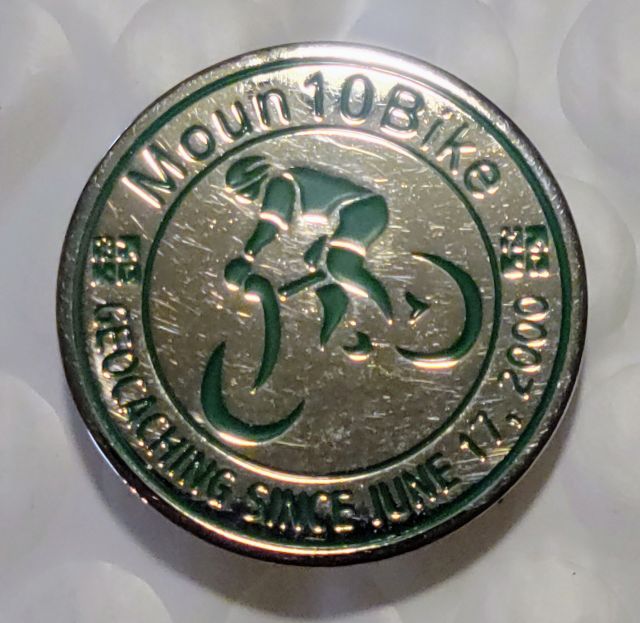 Moun10Bike
GEOCACHING SINCE JUNE 17, 2000